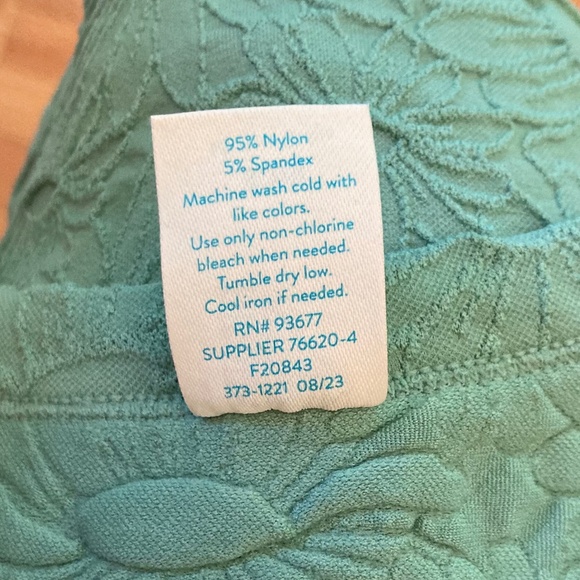 95% Nylon
5% Spandex
Machine wash cold with
like colors.
Use only non-chlorine
bleach when needed.
Tumble dry low.
Cool iron if needed.
RN# 93677
SUPPLIER 76620-4
F20843
373-1221 08/23